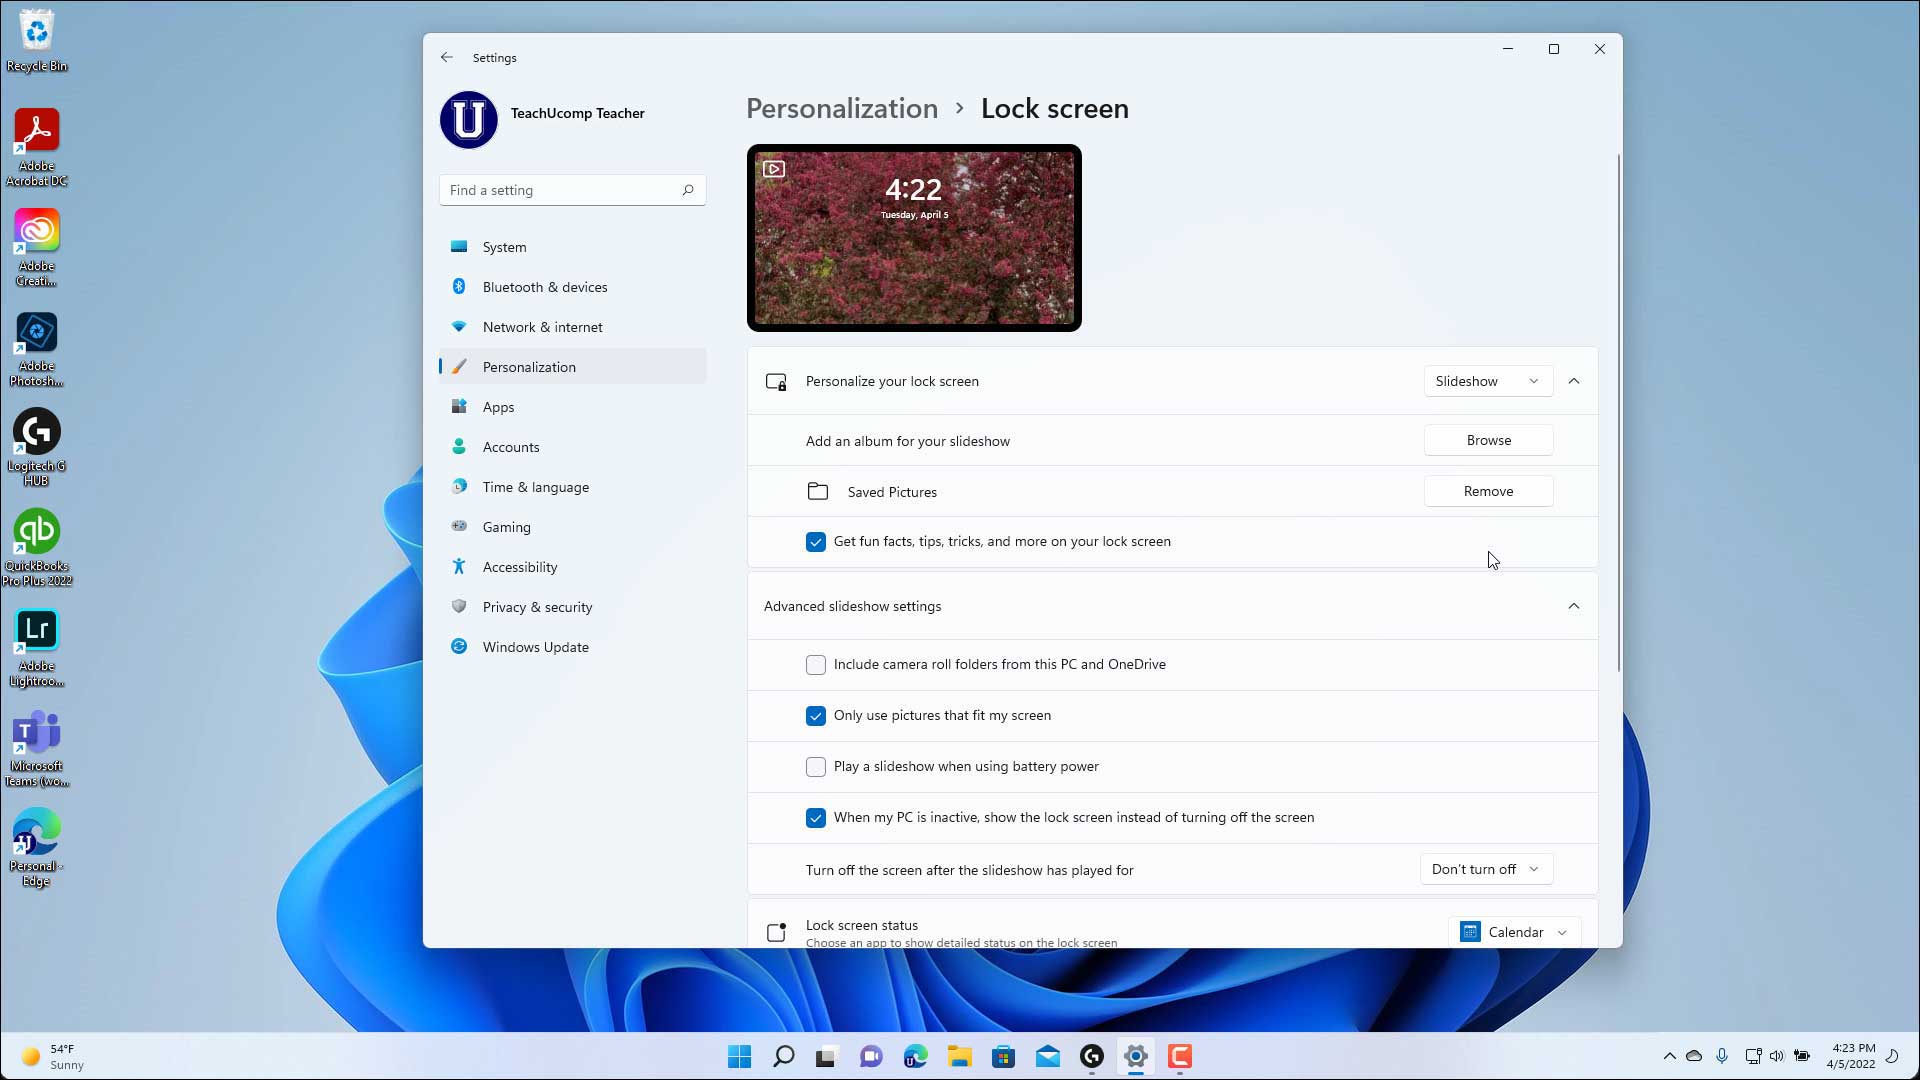 Recycle Bin
Adobe
Acrobat DC
Adobe
Creati...
Adobe
Photosh...
Logitech G
HUB
QuickBooks
Pro Plus 2022
Lr
Adobe
Lightroo...
T
Microsoft
Teams (wo...
Personal -
Edge
Settings
U
TeachUcomp Teacher
Find a setting
System
Bluetooth & devices
Network & internet
Personalization
Apps
Accounts
Time & language
Gaming
Accessibility
Privacy & security
Windows Update
Personalization > Lock screen
4:22
Tuesday, April 5
Personalize your lock screen
Slideshow
Add an album for your slideshow
Browse
Saved Pictures
Remove
Get fun facts, tips, tricks, and more on your lock screen
Advanced slideshow settings
Include camera roll folders from this PC and OneDrive
Only use pictures that fit my screen
Play a slideshow when using battery power
When my PC is inactive, show the lock screen instead of turning off the screen
Turn off the screen after the slideshow has played for
Don't turn off
Lock screen status
Choose an app to show detailed status on the lock screen
Calendar
54°F
Sunny
4:23 PM
4/5/2022